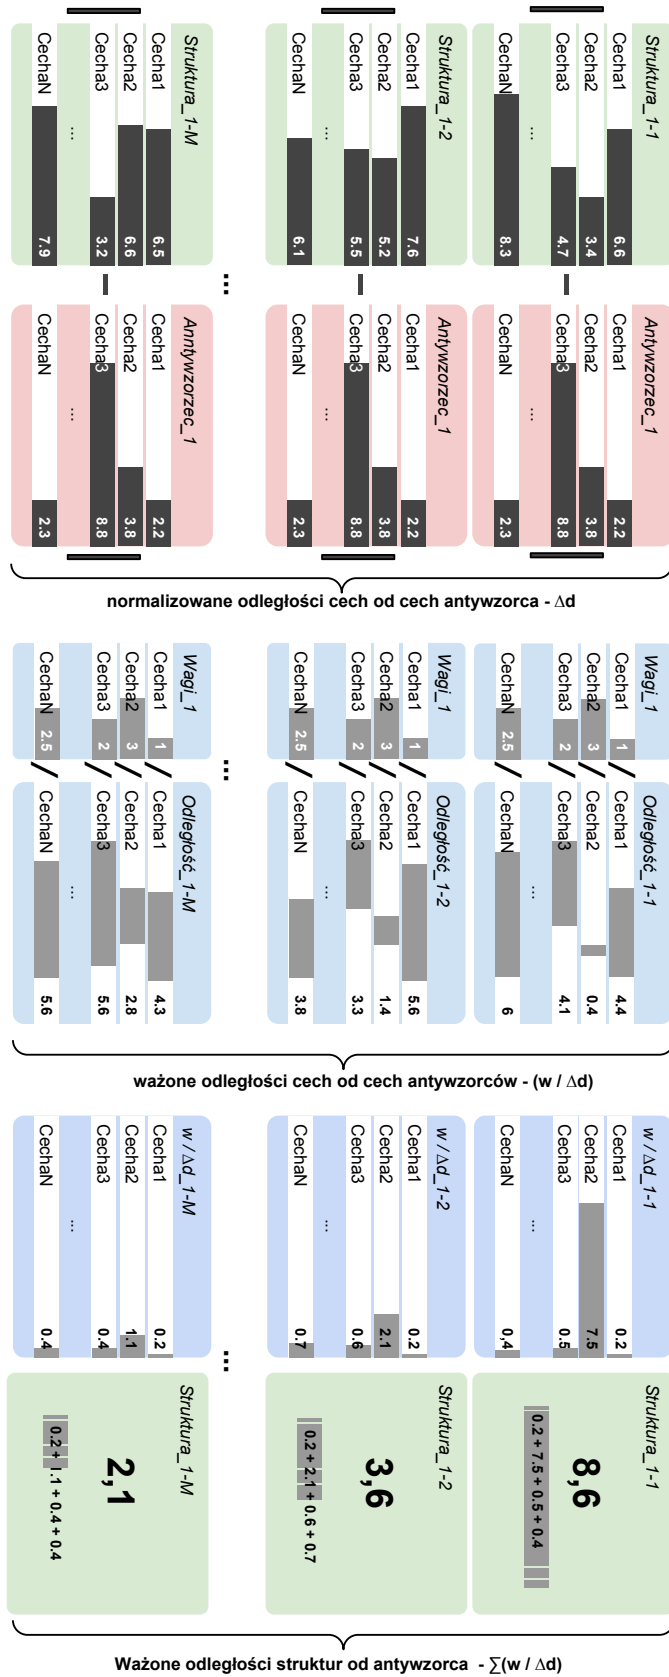 Struktura_1-1
Cecha1 6.6
Cecha2 3.4
Cecha3 4.7
...
CechaN 8.3
Struktura_1-2
Cecha1 7.6
Cecha2 5.2
Cecha3 5.5
...
CechaN 6.1
...
Struktura_1-M
Cecha1 6.5
Cecha2 6.6
Cecha3 3.2
...
CechaN 7.9
Antywzorzec_1
Cecha1 2.2
Cecha2 3.8
Cecha3 8.8
...
CechaN 2.3
Antywzorzec_1
Cecha1 2.2
Cecha2 3.8
Cecha3 8.8
...
CechaN 2.3
Anntywzorzec_1
Cecha1 2.2
Cecha2 3.8
Cecha3 8.8
...
CechaN 2.3
normalizowane odległości cech od cech antywzorca - Δd
Wagi_1
Cecha1 1 /
Cecha2 3 /
Cecha3 2 /
...
CechaN 2.5 /
Wagi_1
Cecha1 1 /
Cecha2 3 /
Cecha3 2 /
...
CechaN 2.5 /
...
Wagi_1
Cecha1 1 /
Cecha2 3 /
Cecha3 2 /
...
CechaN 2.5 /
Odległość_1-1
Cecha1 4.4
Cecha2 0.4
Cecha3 4.1
...
CechaN 6
Odległość_1-2
Cecha1 5.6
Cecha2 1.4
Cecha3 3.3
...
CechaN 3.8
Odległość_1-M
Cecha1 4.3
Cecha2 2.8
Cecha3 5.6
...
CechaN 5.6
ważone odległości cech od cech antywzorców - (w / Δd)
w / Δd_1-1
Cecha1 0.2
Cecha2 7.5
Cecha3 0.5
...
CechaN 0,4
w / Δd_1-2
Cecha1 0.2
Cecha2 2.1
Cecha3 0.6
...
CechaN 0.7
...
w / Δd_1-M
Cecha1 0.2
Cecha2 1.1
Cecha3 0.4
...
CechaN 0.4
Struktura_1-1
8,6
0.2 + 7.5 + 0.5 + 0.4
Struktura_1-2
3,6
0.2 + 2.1 + 0.6 + 0.7
Struktura_1-M
2,1
0.2 + 1.1 + 0.4 + 0.4
Ważone odległości struktur od antywzorca - ∑(w / Δd)